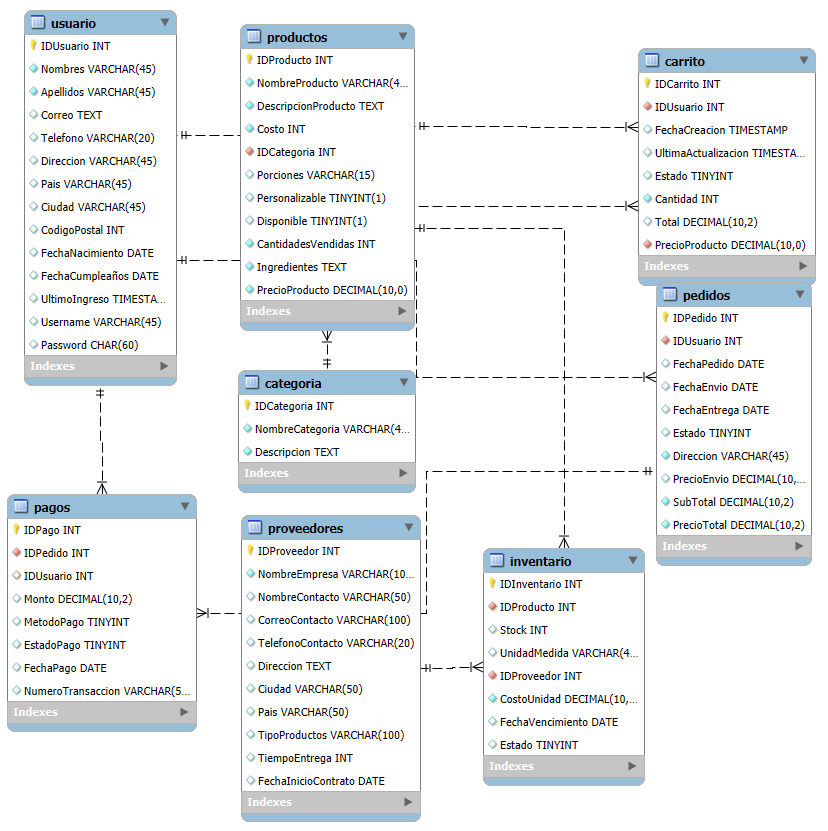 usuario
IDUsuario INT
Nombres VARCHAR(45)
Apellidos VARCHAR(45)
Correo TEXT
Telefono VARCHAR(20)
Direccion VARCHAR(45)
Pais VARCHAR(45)
Ciudad VARCHAR(45)
CodigoPostal INT
FechaNacimiento DATE
FechaCumpleaños DATE
UltimoIngreso TIMESTA...
Username VARCHAR(45)
Password CHAR(60)
Indexes
productos
IDProducto INT
NombreProducto VARCHAR(4...
DescripcionProducto TEXT
Costo INT
IDCategoria INT
Porciones VARCHAR(15)
Personalizable TINYINT(1)
Disponible TINYINT(1)
CantidadesVendidas INT
Ingredientes TEXT
PrecioProducto DECIMAL(10,0)
Indexes
carrito
IDCarrito INT
IDUsuario INT
FechaCreacion TIMESTAMP
UltimaActualizacion TIMESTA...
Estado TINYINT
Cantidad INT
Total DECIMAL(10,2)
PrecioProducto DECIMAL(10,0)
Indexes
pedidos
IDPedido INT
IDUsuario INT
FechaPedido DATE
FechaEnvio DATE
FechaEntrega DATE
Estado TINYINT
Direccion VARCHAR(45)
PrecioEnvio DECIMAL(10,...
SubTotal DECIMAL(10,2)
PrecioTotal DECIMAL(10,2)
Indexes
categoria
IDCategoria INT
NombreCategoria VARCHAR(4...
Descripcion TEXT
Indexes
pagos
IDPago INT
IDPedido INT
IDUsuario INT
Monto DECIMAL(10,2)
MetodoPago TINYINT
EstadoPago TINYINT
FechaPago DATE
NumeroTransaccion VARCHAR(5...
Indexes
proveedores
IDProveedor INT
NombreEmpresa VARCHAR(10...
NombreContacto VARCHAR(50)
CorreoContacto VARCHAR(100)
TelefonoContacto VARCHAR(20)
Direccion TEXT
Ciudad VARCHAR(50)
Pais VARCHAR(50)
TipoProductos VARCHAR(100)
TiempoEntrega INT
FechaInicioContrato DATE
Indexes
inventario
IDInventario INT
IDProducto INT
Stock INT
UnidadMedida VARCHAR(4...
IDProveedor INT
CostoUnidad DECIMAL(10,...
FechaVencimiento DATE
Estado TINYINT
Indexes